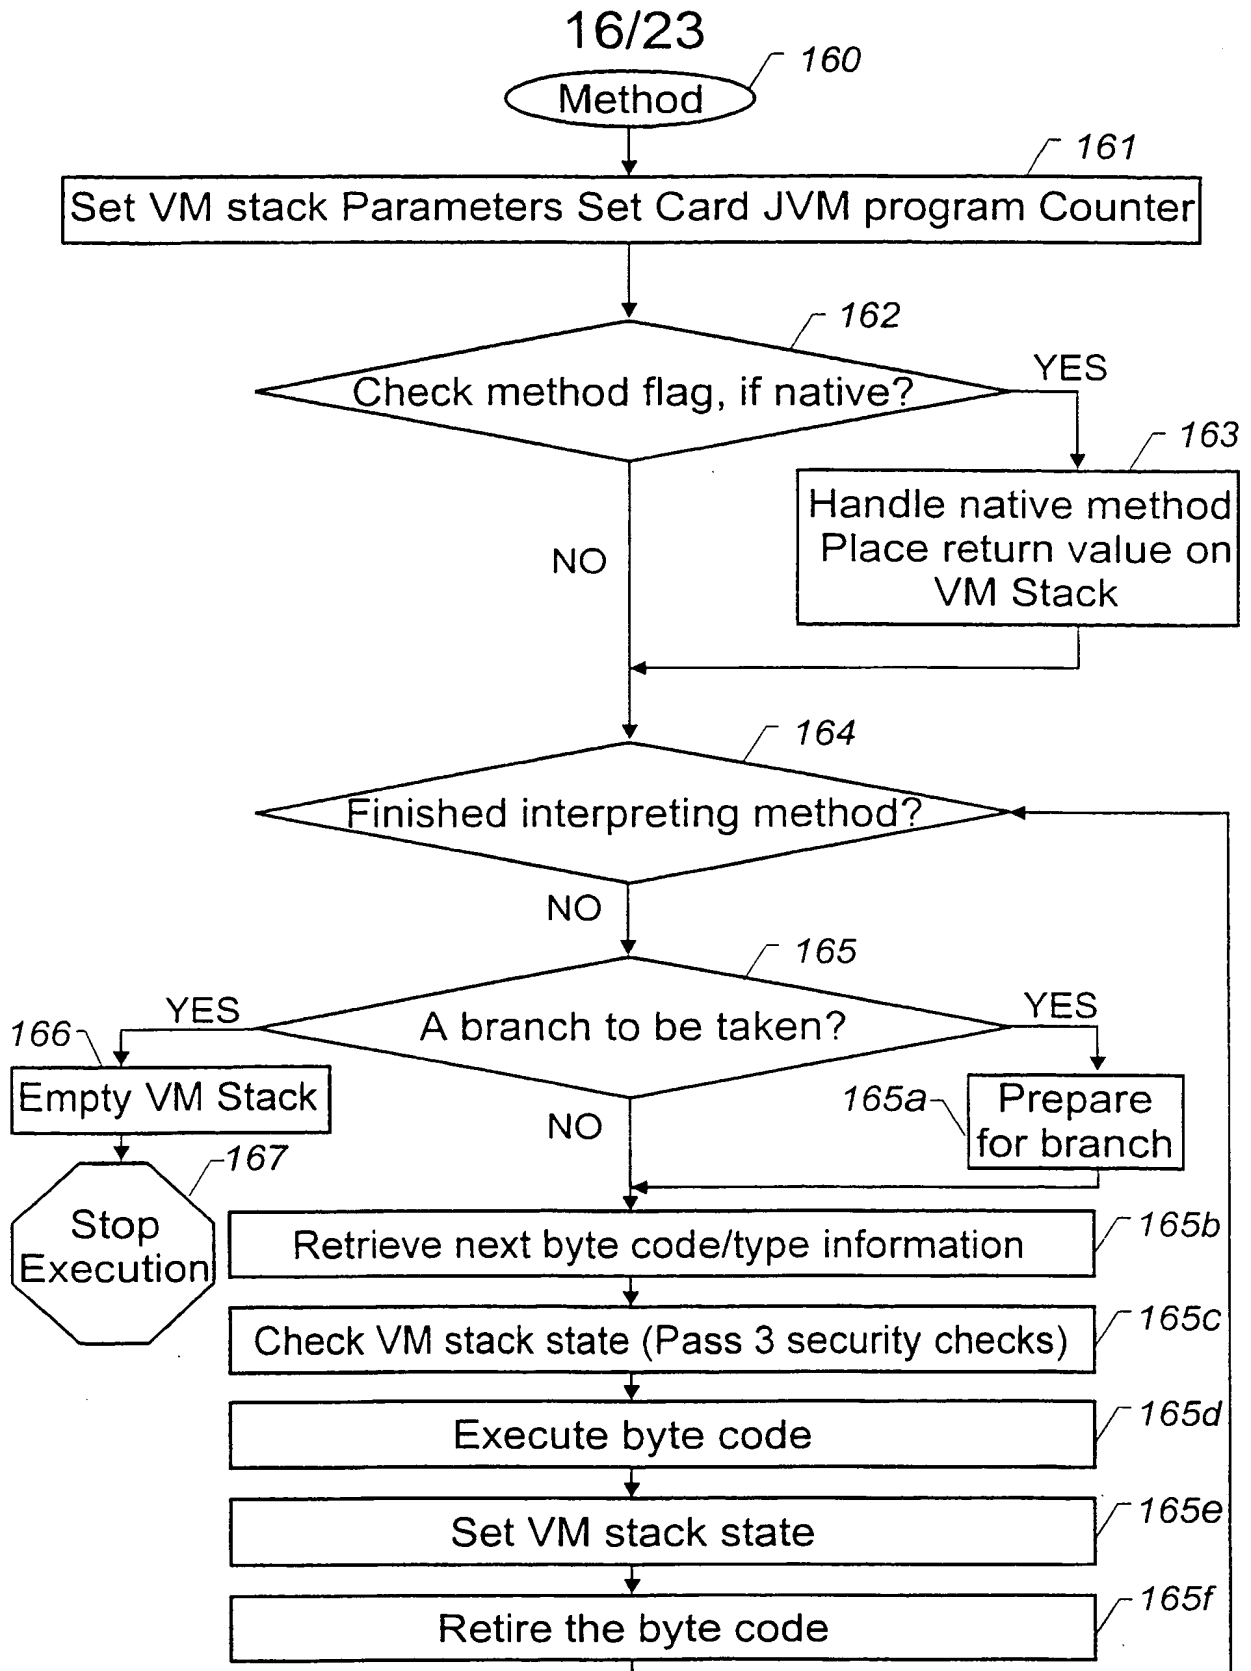 16/23
160
Method
161
Set VM stack Parameters Set Card JVM program Counter
162
Check method flag, if native?
YES
163
Handle native method
Place return value on
VM Stack
NO
164
Finished interpreting method?
NO
165
A branch to be taken?
YES
YES
166
Empty VM Stack
165a
Prepare
for branch
NO
167
Stop
Execution
165b
Retrieve next byte code/type information
165c
Check VM stack state (Pass 3 security checks)
165d
Execute byte code
165e
Set VM stack state
165f
Retire the byte code